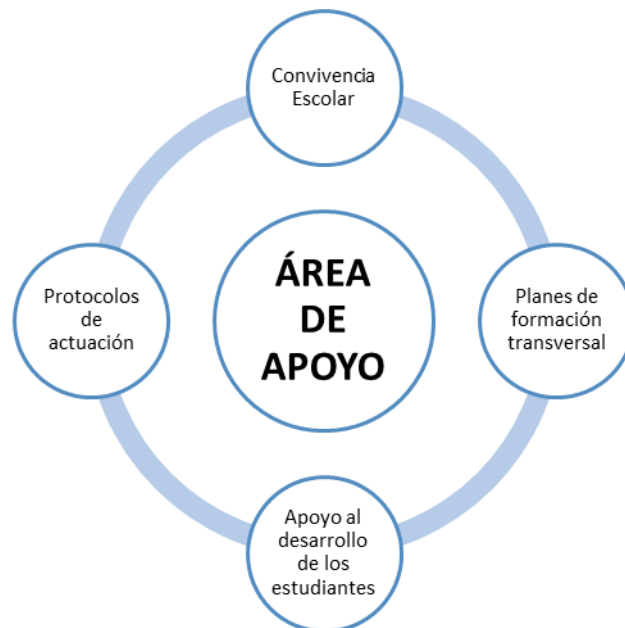 Convivencia
Escolar
ÁREA
DE
APOYO
Protocolos
de
actuación
Planes de
formación
transversal
Apoyo al
desarrollo
de los
estudiantes